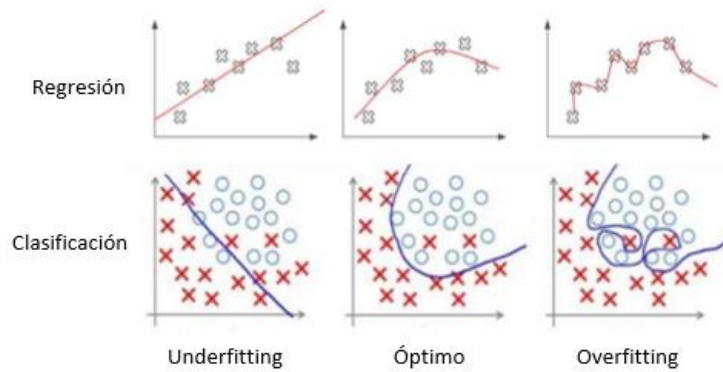 Regresión
Clasificación
Underfitting
Óptimo
Overfitting